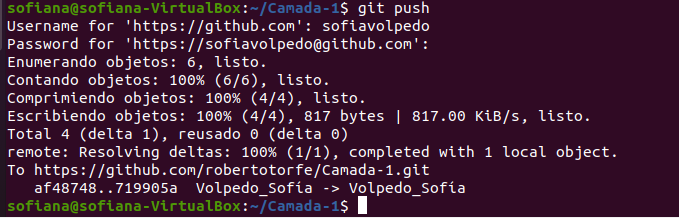 sofiana@sofiana-VirtualBox:~/Camada-1$ git push
Username for 'https://github.com': sofiavolpedo
Password for 'https://sofiavolpedo@github.com':
Enumerando objetos: 6, listo.
Contando objetos: 100% (6/6), listo.
Comprimiendo objetos: 100% (4/4), listo.
Escribiendo objetos: 100% (4/4), 817 bytes | 817.00 KiB/s, listo.
Total 4 (delta 1), reusado 0 (delta 0)
remote: Resolving deltas: 100% (1/1), completed with 1 local object.
To https://github.com/robertotorfe/Camada-1.git
   af48748..719905a  Volpedo_Sofía -> Volpedo_Sofía
sofiana@sofiana-VirtualBox:~/Camada-1$